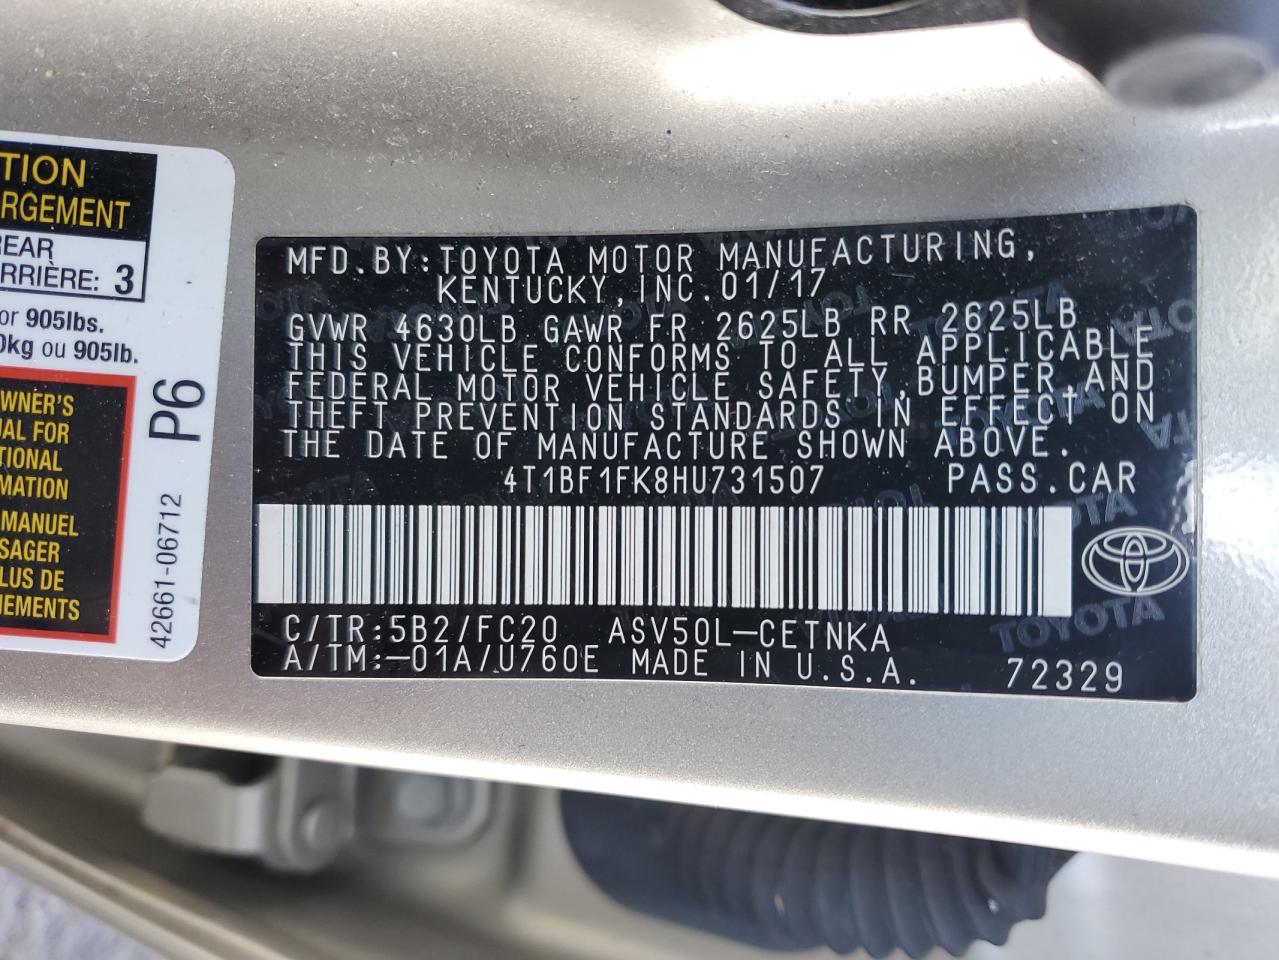 TION
RGEMENT
REAR
RRIÈRE: 3
or 905lbs.
0kg ou 905lb.
WNER'S
UAL FOR
TIONAL
MATION
MANUEL
SAGER
LUS DE
NEMENTS
P6
42661-06712
MFD.BY:TOYOTA MOTOR MANUFACTURING,
KENTUCKY,INC.01/17
GVWR 4630LB GAWR FR 2625LB RR 2625LB
THIS VEHICLE CONFORMS TO ALL APPLICABLE
FEDERAL MOTOR VEHICLE SAFETY,BUMPER,AND
THEFT PREVENTION STANDARDS IN EFFECT ON
THE DATE OF MANUFACTURE SHOWN ABOVE.
4T1BF1FK8HU731507 PASS.CAR
C/TR:5B2/FC20 ASV50L-CETNKA
A/TM:-01A/U760E MADE IN U.S.A. 72329
TOYOTA